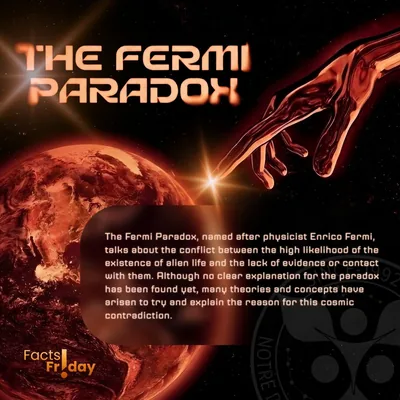 THE FERMI
PARADOX
The Fermi Paradox, named after physicist Enrico Fermi,
talks about the conflict between the high likelihood of the
existence of alien life and the lack of evidence or contact
with them. Although no clear explanation for the paradox
has been found yet, many theories and concepts have
arisen to try and explain the reason for this cosmic
contradiction.
Facts
Fr!day
NOTRE D